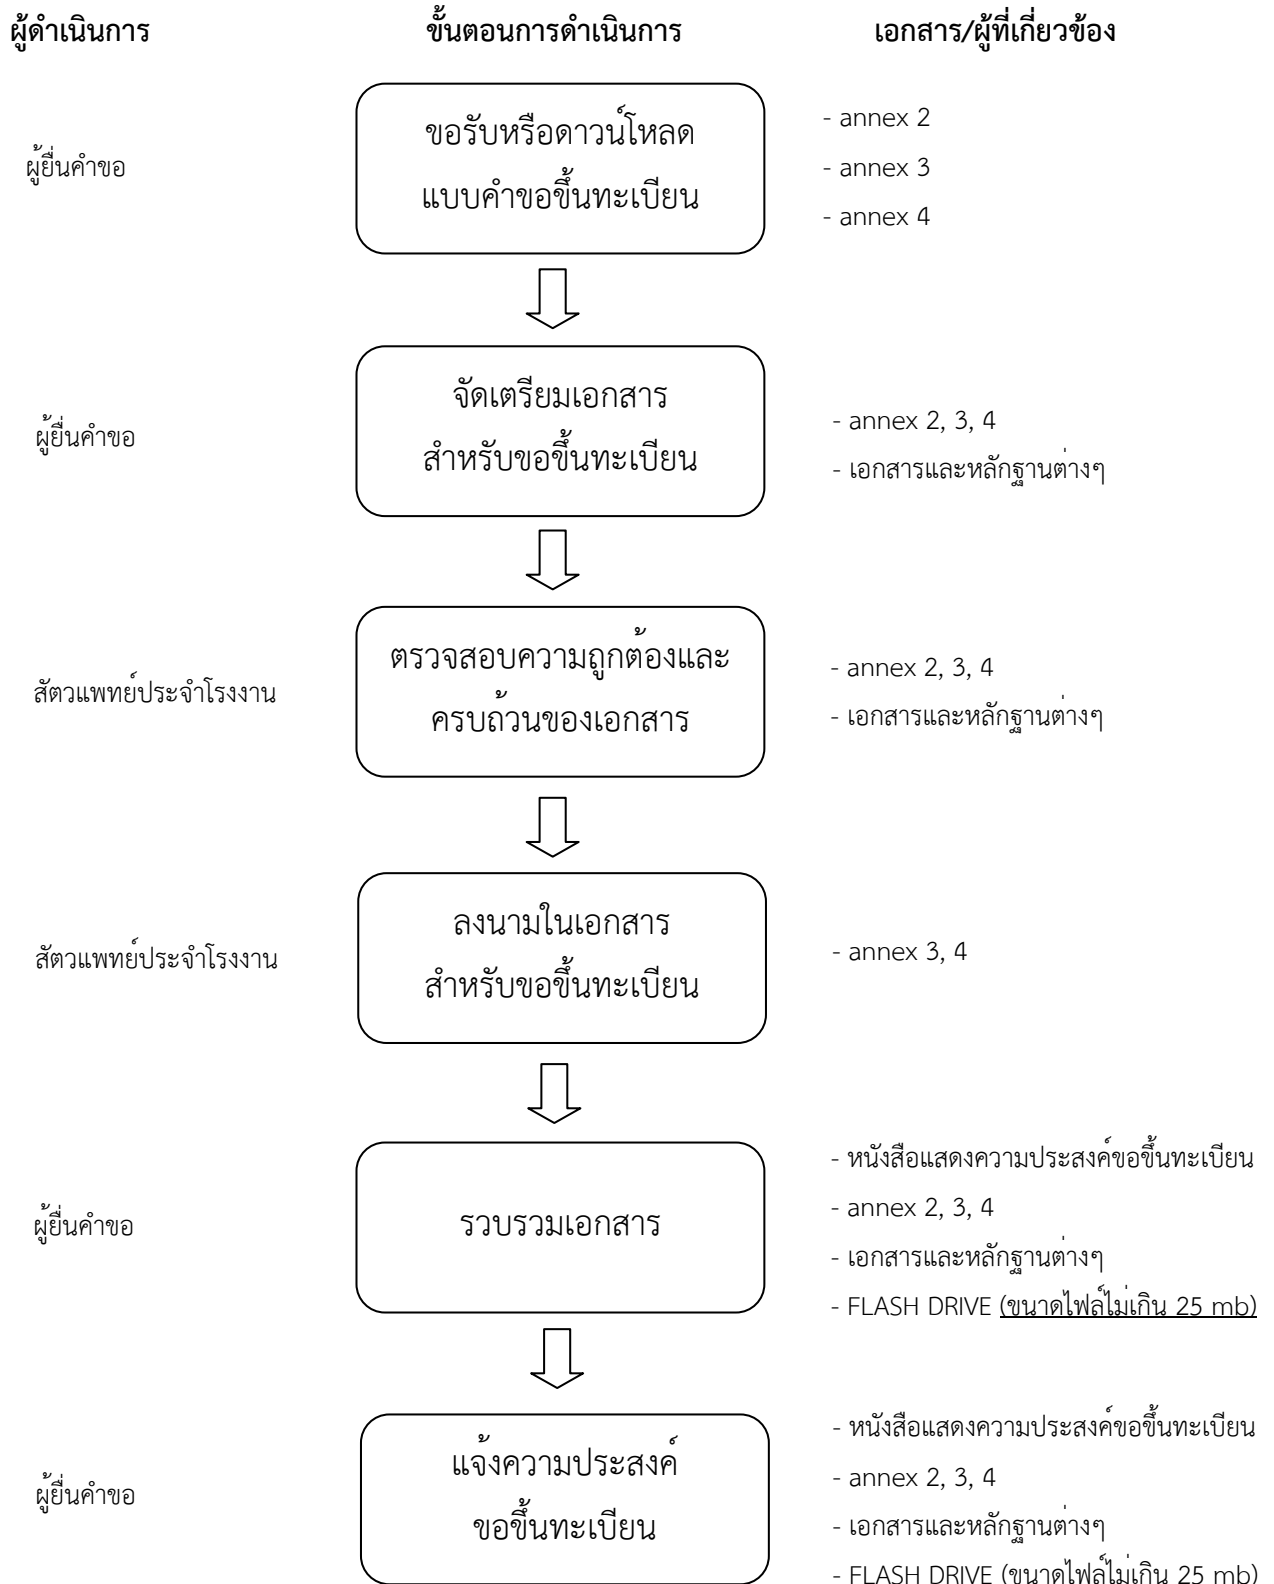 ผู้ดำเนินการ ขั้นตอนการดำเนินการ เอกสาร/ผู้ที่เกี่ยวข้อง
ผู้ยื่นคำขอ
ขอรับหรือดาวน์โหลด
แบบคำขอขึ้นทะเบียน
- annex 2
- annex 3
- annex 4
ผู้ยื่นคำขอ
จัดเตรียมเอกสาร
สำหรับขอขึ้นทะเบียน
- annex 2, 3, 4
- เอกสารและหลักฐานต่างๆ
สัตวแพทย์ประจำโรงงาน
ตรวจสอบความถูกต้องและ
ครบถ้วนของเอกสาร
- annex 2, 3, 4
- เอกสารและหลักฐานต่างๆ
สัตวแพทย์ประจำโรงงาน
ลงนามในเอกสาร
สำหรับขอขึ้นทะเบียน
- annex 3, 4
ผู้ยื่นคำขอ
รวบรวมเอกสาร
- หนังสือแสดงความประสงค์ขอขึ้นทะเบียน
- annex 2, 3, 4
- เอกสารและหลักฐานต่างๆ
- FLASH DRIVE (ขนาดไฟล์ไม่เกิน 25 mb)
ผู้ยื่นคำขอ
แจ้งความประสงค์
ขอขึ้นทะเบียน
- หนังสือแสดงความประสงค์ขอขึ้นทะเบียน
- annex 2, 3, 4
- เอกสารและหลักฐานต่างๆ
- FLASH DRIVE (ขนาดไฟล์ไม่เกิน 25 mb)